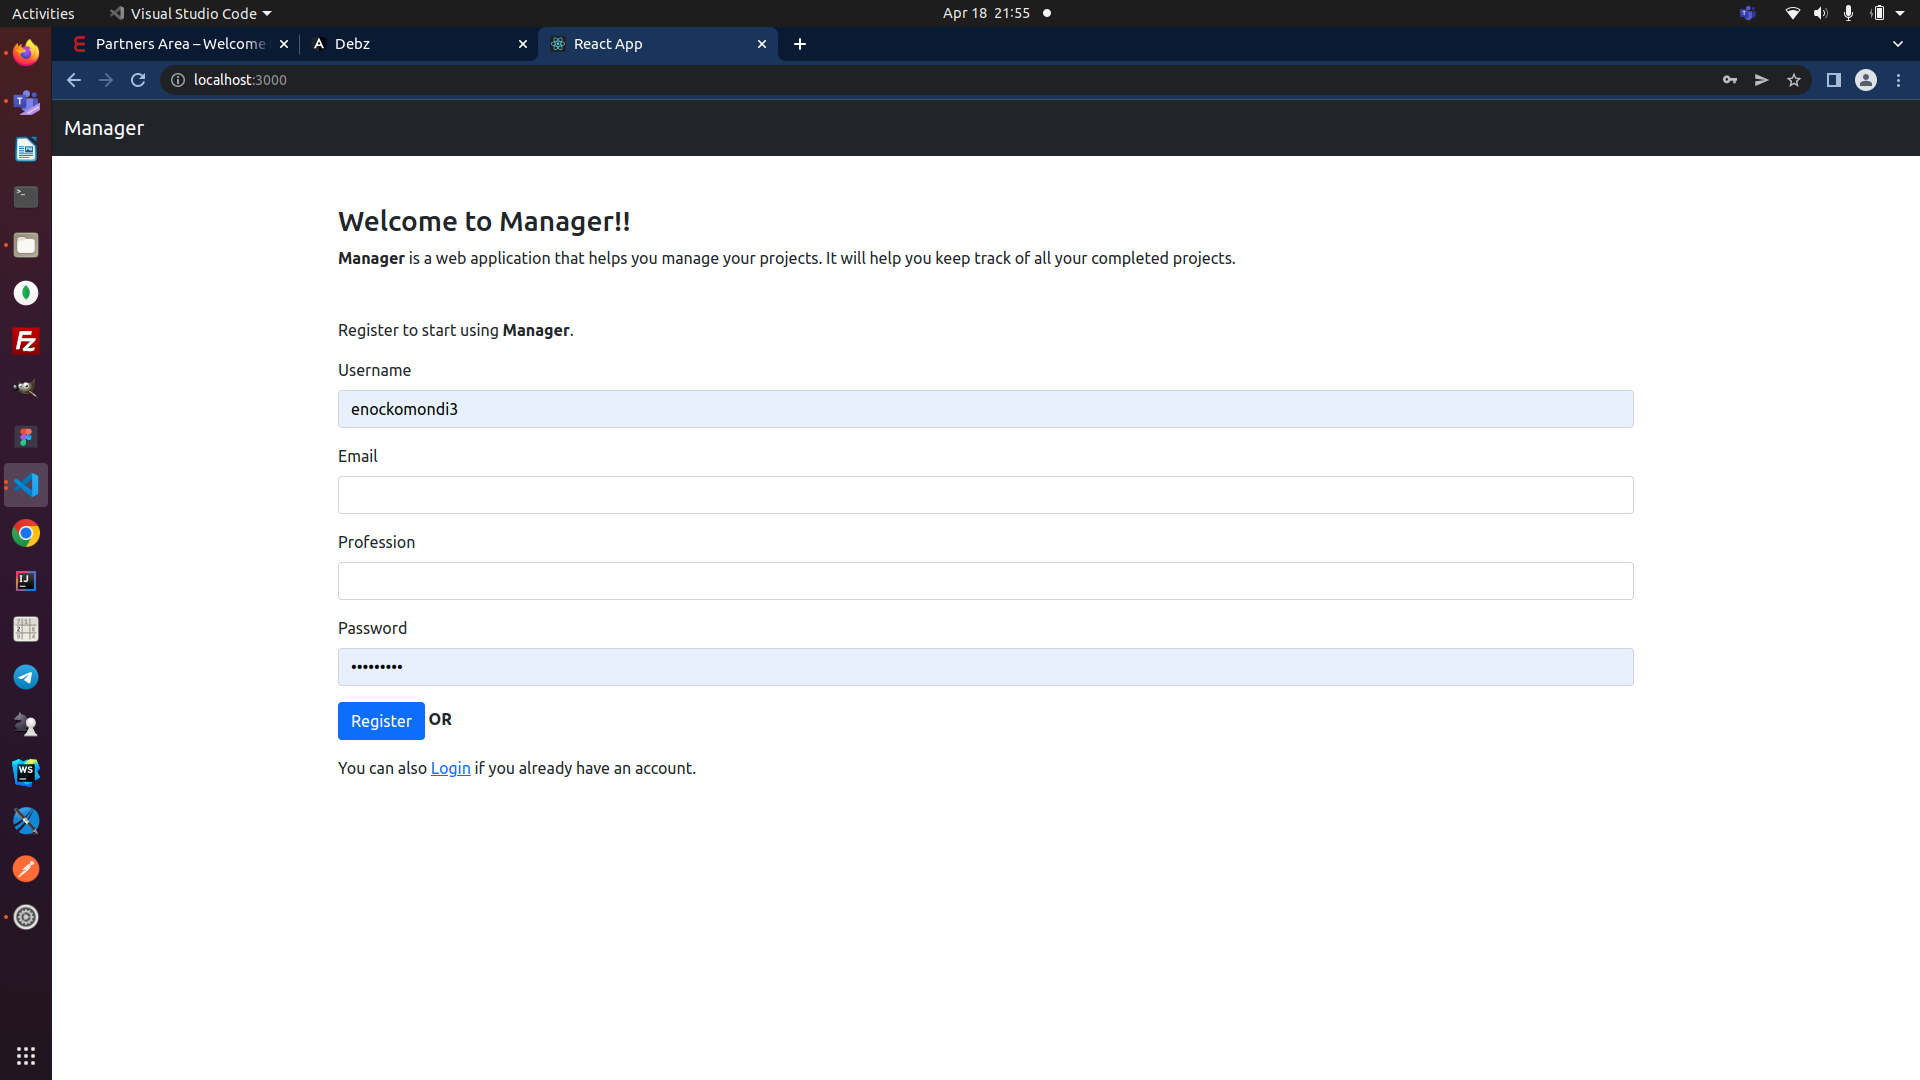 Activities
Visual Studio Code
Apr 18 21:55
Partners Area – Welcome
Debz
React App
localhost:3000
Manager
Welcome to Manager!!
Manager is a web application that helps you manage your projects. It will help you keep track of all your completed projects.
Register to start using Manager.
Username
enockomondi3
Email
Profession
Password
•••••••••
Register OR
You can also Login if you already have an account.